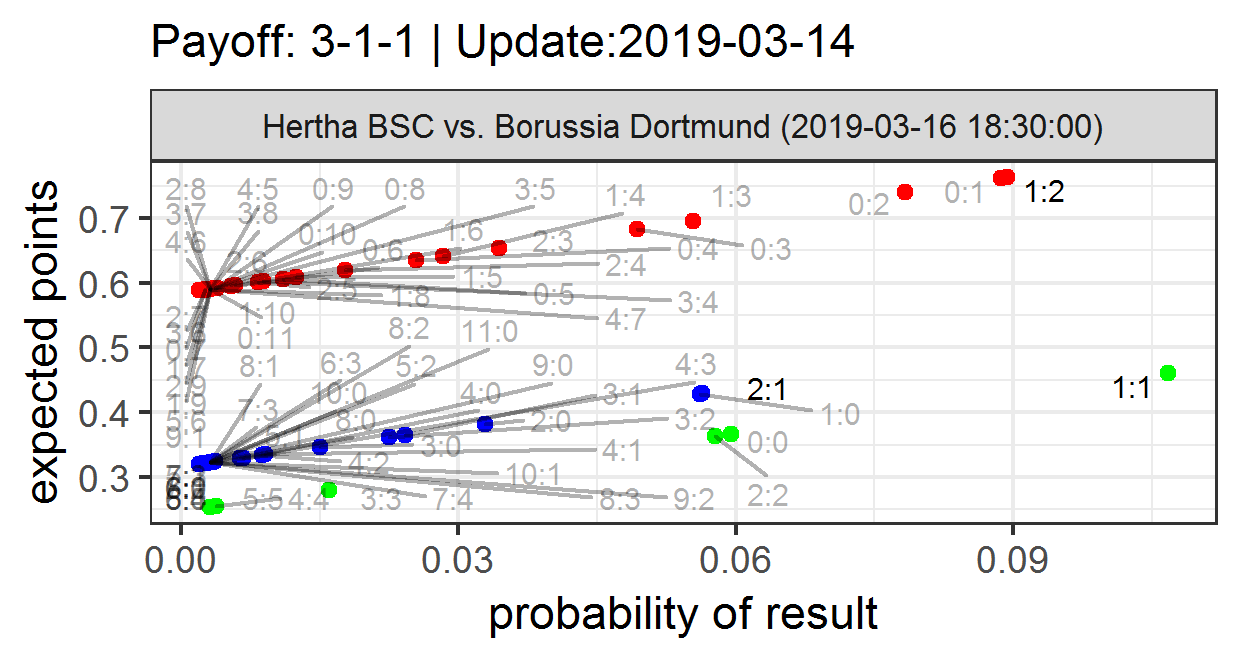 Payoff: 3-1-1 | Update:2019-03-14
Hertha BSC vs. Borussia Dortmund (2019-03-16 18:30:00)
expected points
0.7
0.6
0.5
0.4
0.3
2:8 4:5 0:9 0:8 3:5 1:4 1:3 0:2 0:1 1:2
3:7 3:8
4:6 0:10 0:6 1:6 2:3 0:4 0:3
2:6 2:4
2:5 1:8 1:5 0:5 3:4
1:10 4:7
0:11 8:2 11:0
8:1 6:3 5:2 9:0 4:3
2:9 10:0 4:0 3:1 2:1 1:1
5:6 7:3 8:0 2:0 3:2 1:0
9:1 3:0 4:1 0:0
4:2 10:1
5:5 4:4 3:3 7:4 8:3 9:2 2:2
0.00 0.03 0.06 0.09
probability of result